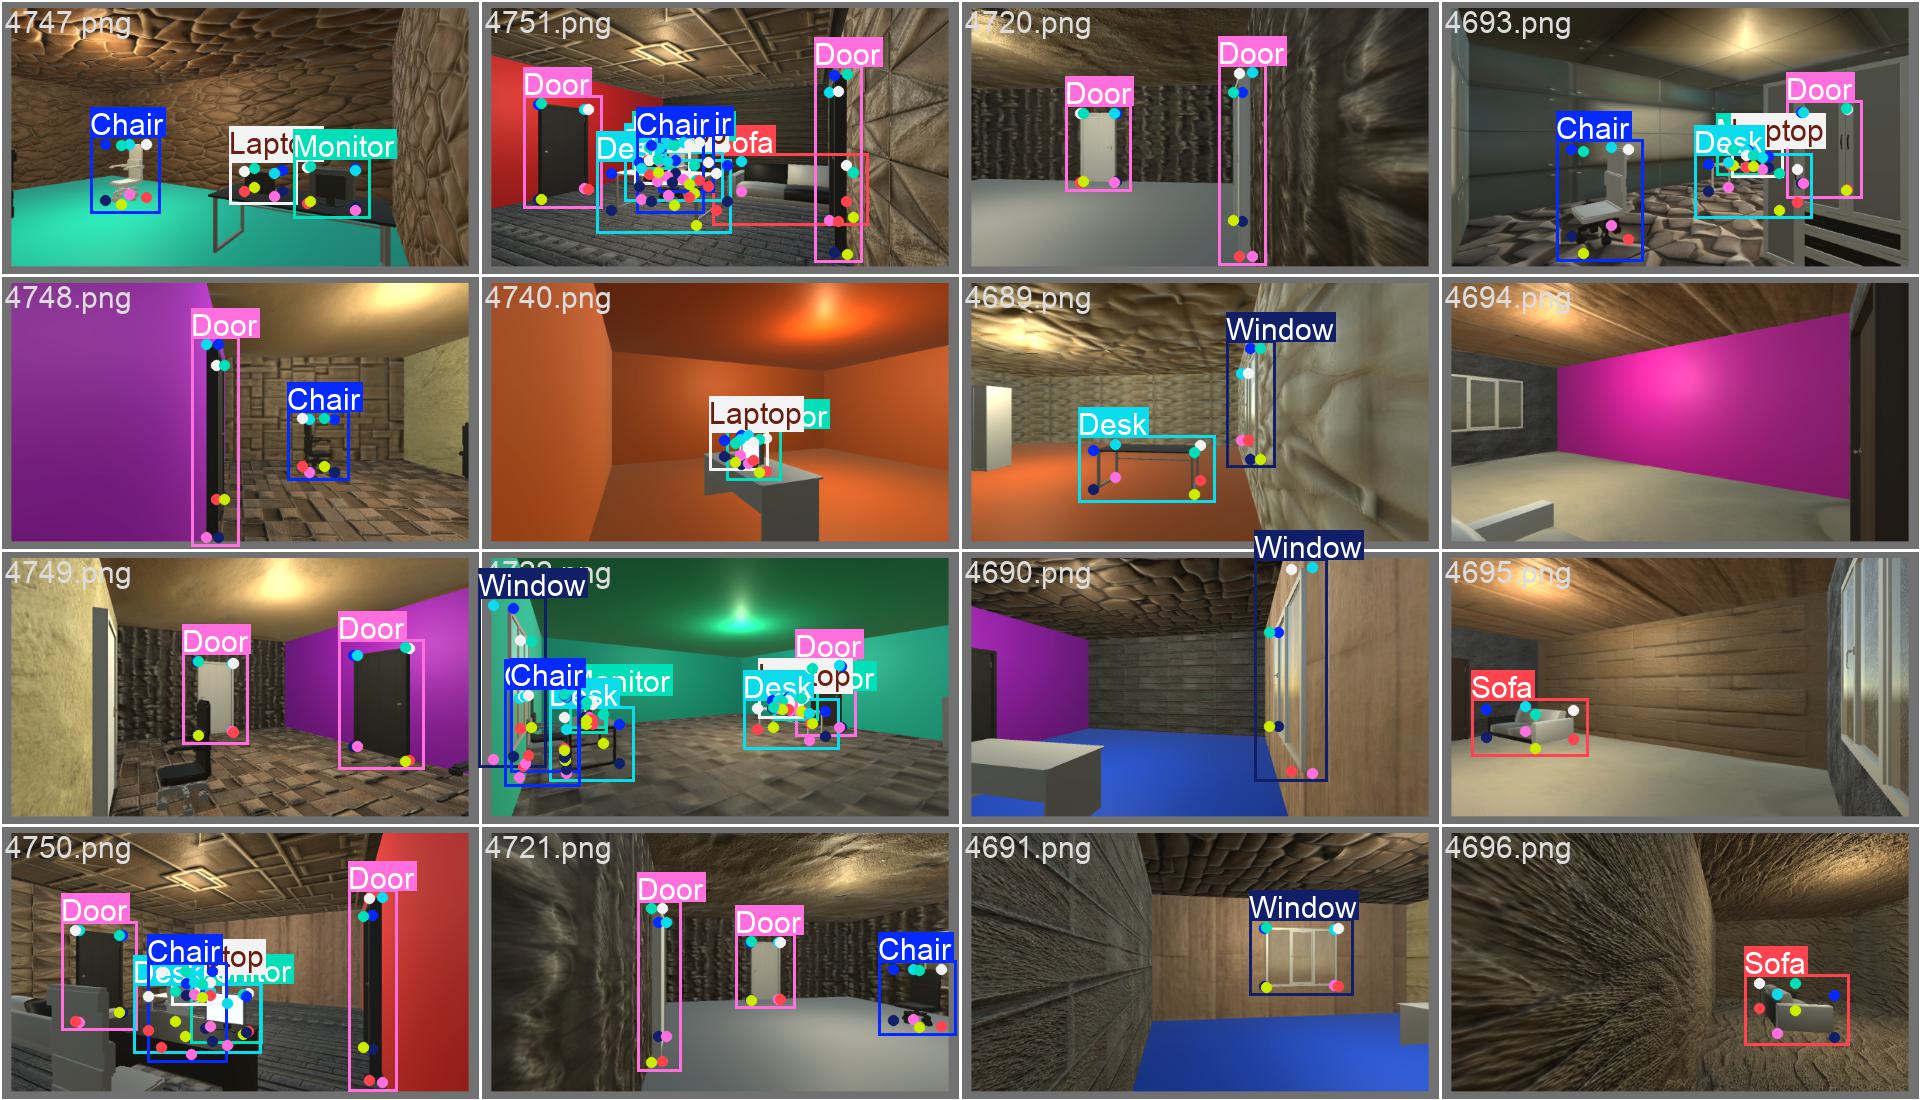 4747.png
Chair
Laptop
Monitor
4751.png
Door
Door
Chair
Sofa
4720.png
Door
Door
4693.png
Door
Chair
Desk
4748.png
Door
Chair
4740.png
Laptop
4689.png
Window
Desk
4694.png
4749.png
Door
Door
Window
Chair
Monitor
Desk
Door
Desk
4690.png
Window
4695.png
Sofa
4750.png
Door
Door
Chair
4721.png
Door
Door
Chair
4691.png
Window
4696.png
Sofa